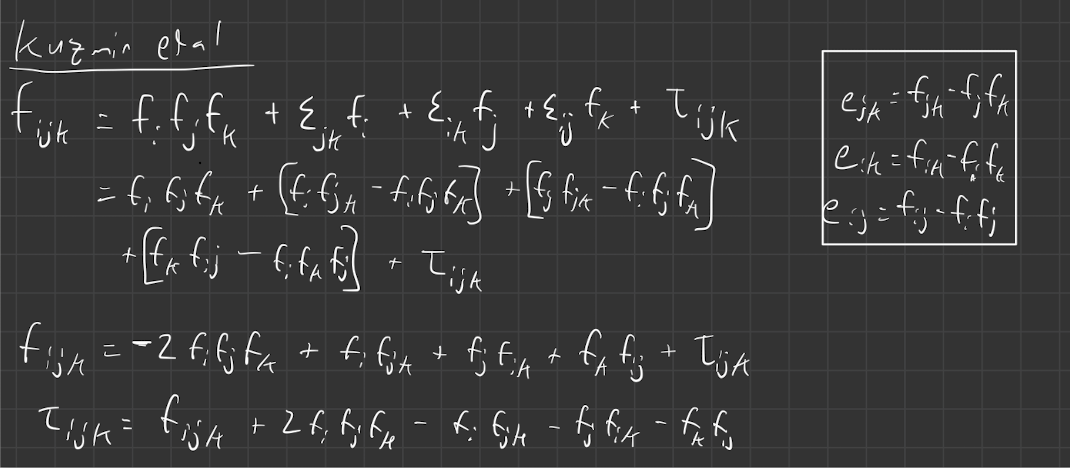 Kuzmin etal
f_ijk = f_i f_j f_k + ε_jk f_i + ε_ik f_j + ε_ij f_k + τ_ijk
= f_i f_j f_k + [f_i f_jk - f_i f_j f_k] + [f_j f_ik - f_i f_j f_k]
+ [f_k f_ij - f_i f_k f_j] + τ_ijk
f_ijk = -2 f_i f_j f_k + f_i f_jk + f_j f_ik + f_k f_ij + τ_ijk
τ_ijk = f_ijk + 2 f_i f_j f_k - f_i f_jk - f_j f_ik - f_k f_ij
e_jk = f_jk - f_j f_k
e_ik = f_ik - f_i f_k
e_ij = f_ij - f_i f_j